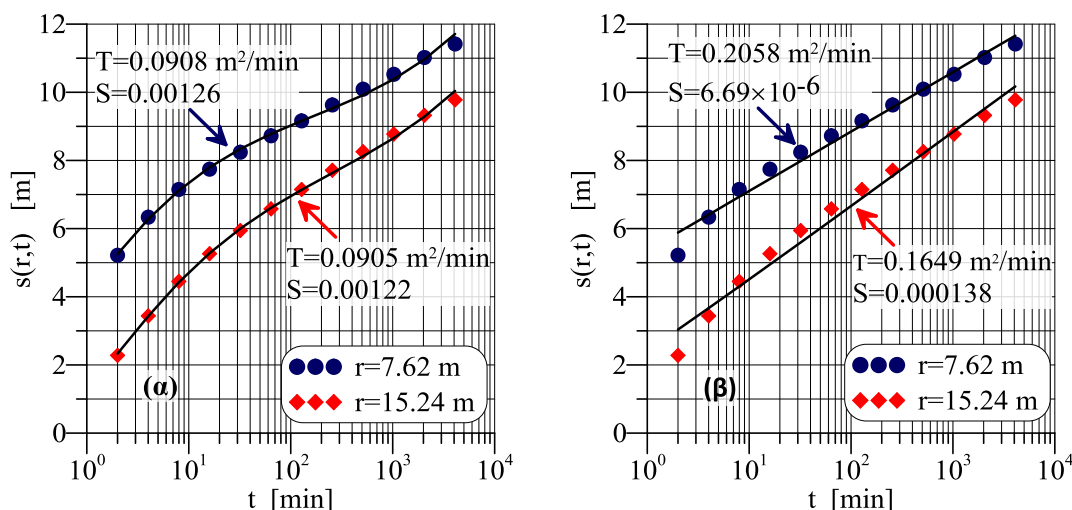 12
10
8
6
4
2
0
s(r,t) [m]
T=0.0908 m²/min
S=0.00126
T=0.0905 m²/min
S=0.00122
(α)
r=7.62 m
r=15.24 m
10⁰ 10¹ 10² 10³ 10⁴
t [min]
12
10
8
6
4
2
0
s(r,t) [m]
T=0.2058 m²/min
S=6.69×10⁻⁶
T=0.1649 m²/min
S=0.000138
(β)
r=7.62 m
r=15.24 m
10⁰ 10¹ 10² 10³ 10⁴
t [min]